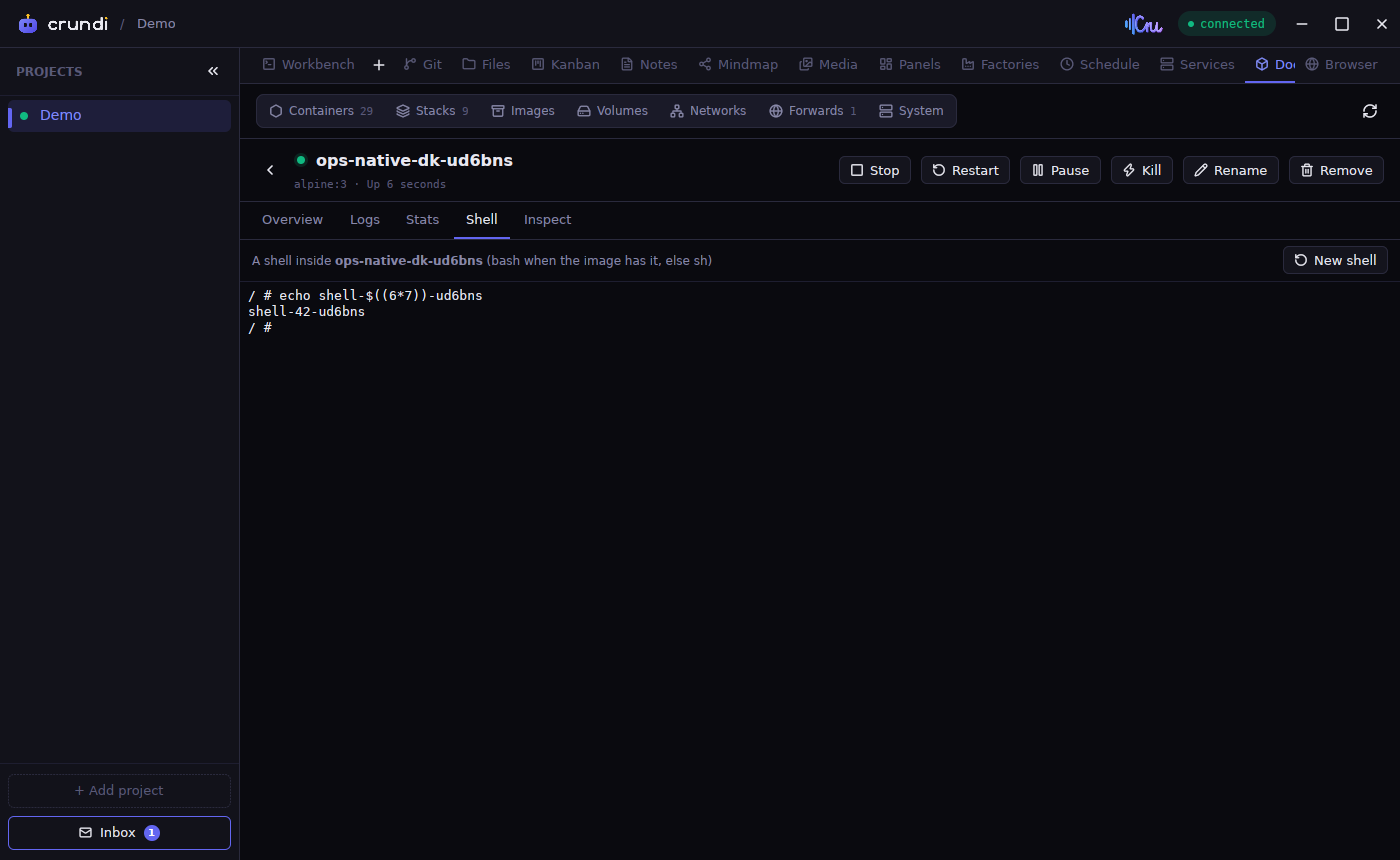 crundi / Demo
Cru
connected
PROJECTS
Workbench
Git
Files
Kanban
Notes
Mindmap
Media
Panels
Factories
Schedule
Services
Doc
Browser
Demo
Containers 29
Stacks 9
Images
Volumes
Networks
Forwards 1
System
ops-native-dk-ud6bns
alpine:3 · Up 6 seconds
Stop
Restart
Pause
Kill
Rename
Remove
Overview
Logs
Stats
Shell
Inspect
A shell inside ops-native-dk-ud6bns (bash when the image has it, else sh)
New shell
/ # echo shell-$((6*7))-ud6bns
shell-42-ud6bns
/ #
+ Add project
Inbox 1